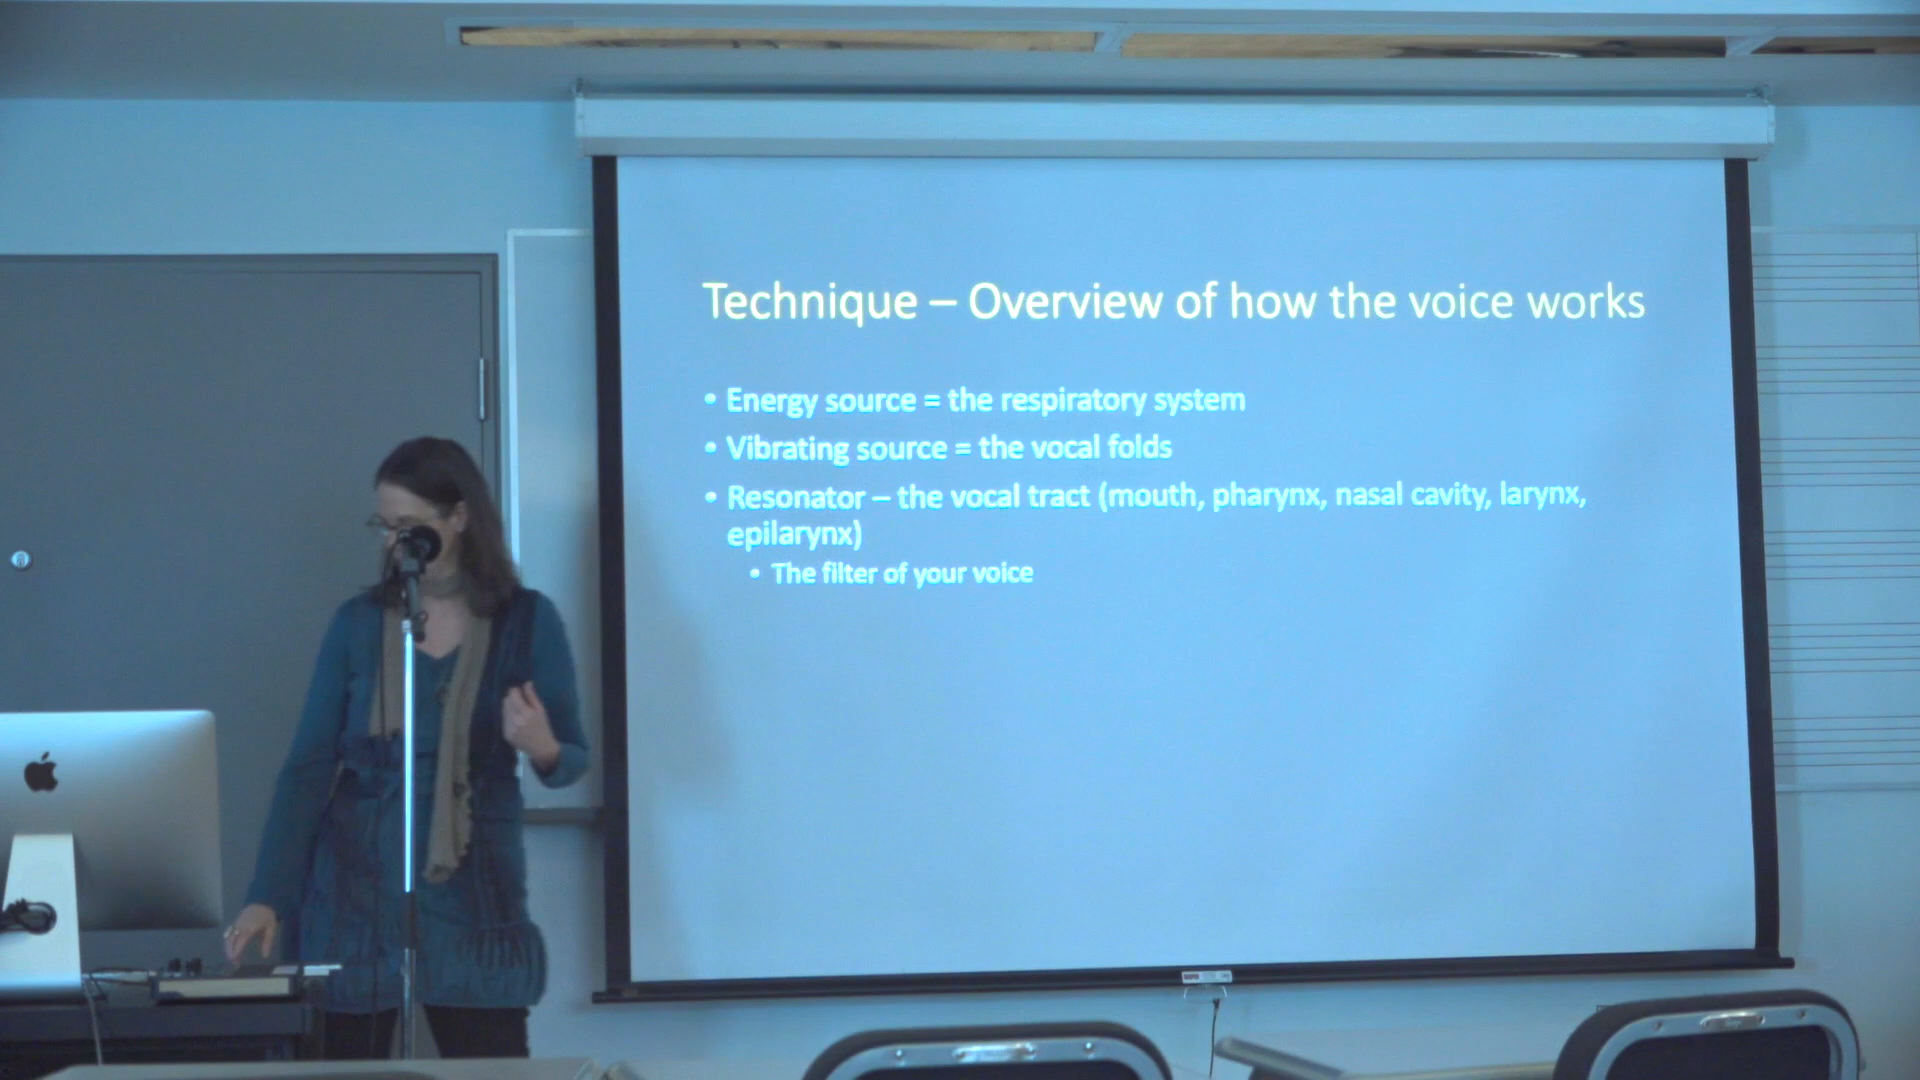 Technique – Overview of how the voice works
• Energy source = the respiratory system
• Vibrating source = the vocal folds
• Resonator – the vocal tract (mouth, pharynx, nasal cavity, larynx,
epilarynx)
• The filter of your voice